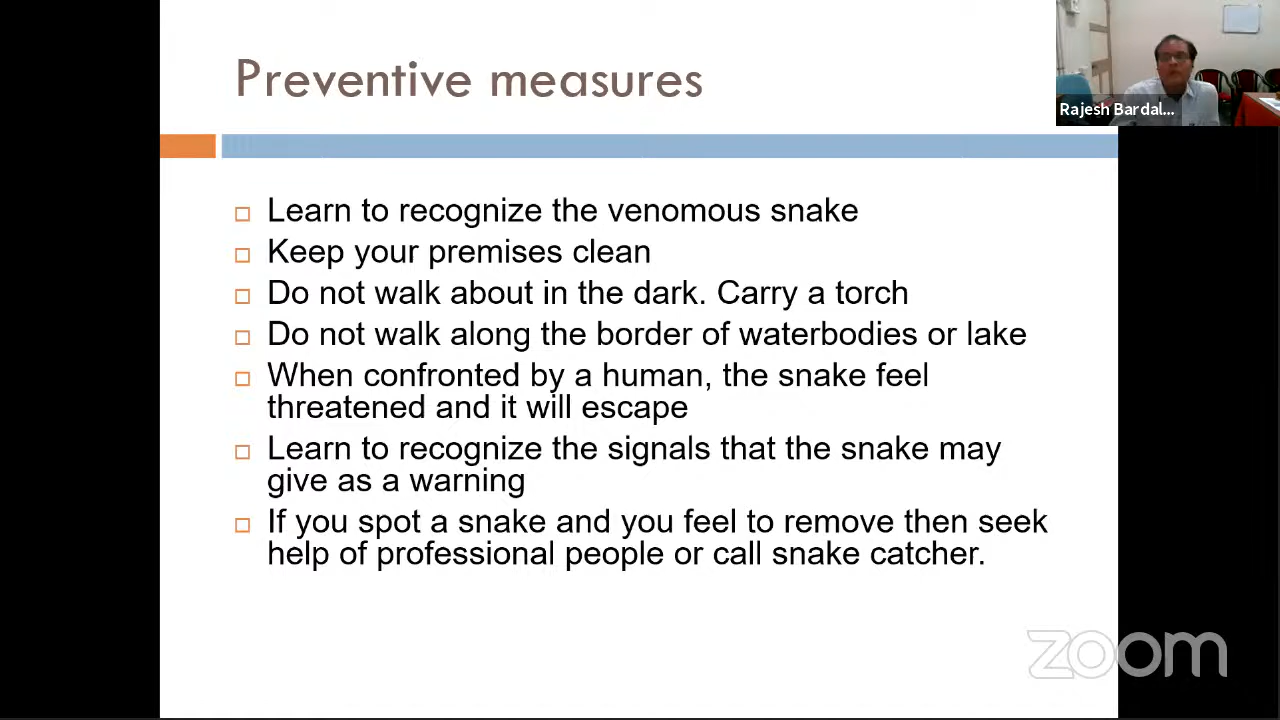 Preventive measures
Rajesh Bardal...
Learn to recognize the venomous snake
Keep your premises clean
Do not walk about in the dark. Carry a torch
Do not walk along the border of waterbodies or lake
When confronted by a human, the snake feel
threatened and it will escape
Learn to recognize the signals that the snake may
give as a warning
If you spot a snake and you feel to remove then seek
help of professional people or call snake catcher.
zoom